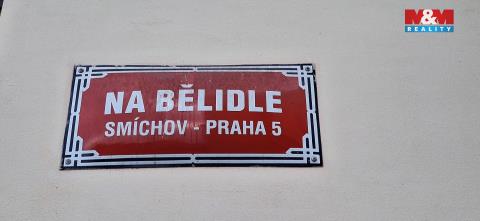 M&M
REALITY
NA BĚLIDLE
SMÍCHOV - PRAHA 5